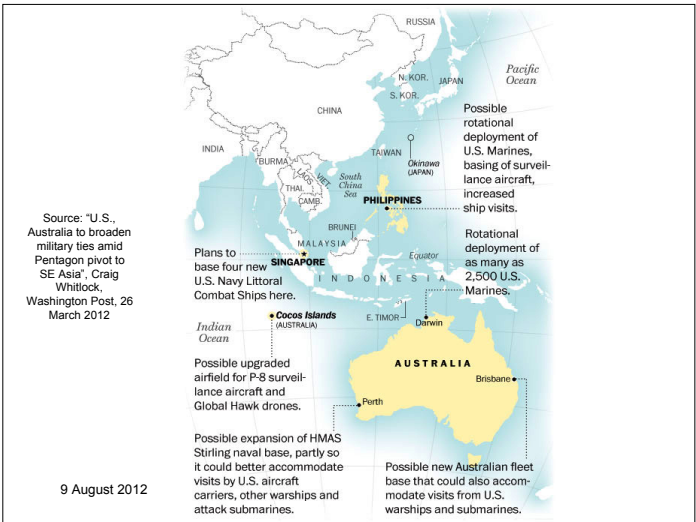 RUSSIA
Pacific
Ocean
N. KOR.
JAPAN
S. KOR.
CHINA
Possible
rotational
deployment of
U.S. Marines,
basing of surveil-
lance aircraft,
increased
ship visits.
TAIWAN
INDIA
BURMA
Okinawa
(JAPAN)
LAOS
VIET.
South
China
Sea
THAI.
CAMB.
PHILIPPINES
Source: “U.S.,
Australia to broaden
military ties amid
Pentagon pivot to
SE Asia”, Craig
Whitlock,
Washington Post, 26
March 2012
BRUNEI
Rotational
deployment of
as many as
2,500 U.S.
Marines.
MALAYSIA
Plans to
base four new
U.S. Navy Littoral
Combat Ships here.
SINGAPORE
Equator
INDONESIA
Cocos Islands
(AUSTRALIA)
E. TIMOR
Darwin
Indian
Ocean
Possible upgraded
airfield for P-8 surveil-
lance aircraft and
Global Hawk drones.
AUSTRALIA
Brisbane
Perth
Possible expansion of HMAS
Stirling naval base, partly so
it could better accommodate
visits by U.S. aircraft
carriers, other warships and
attack submarines.
Possible new Australian fleet
base that could also accom-
modate visits from U.S.
warships and submarines.
9 August 2012